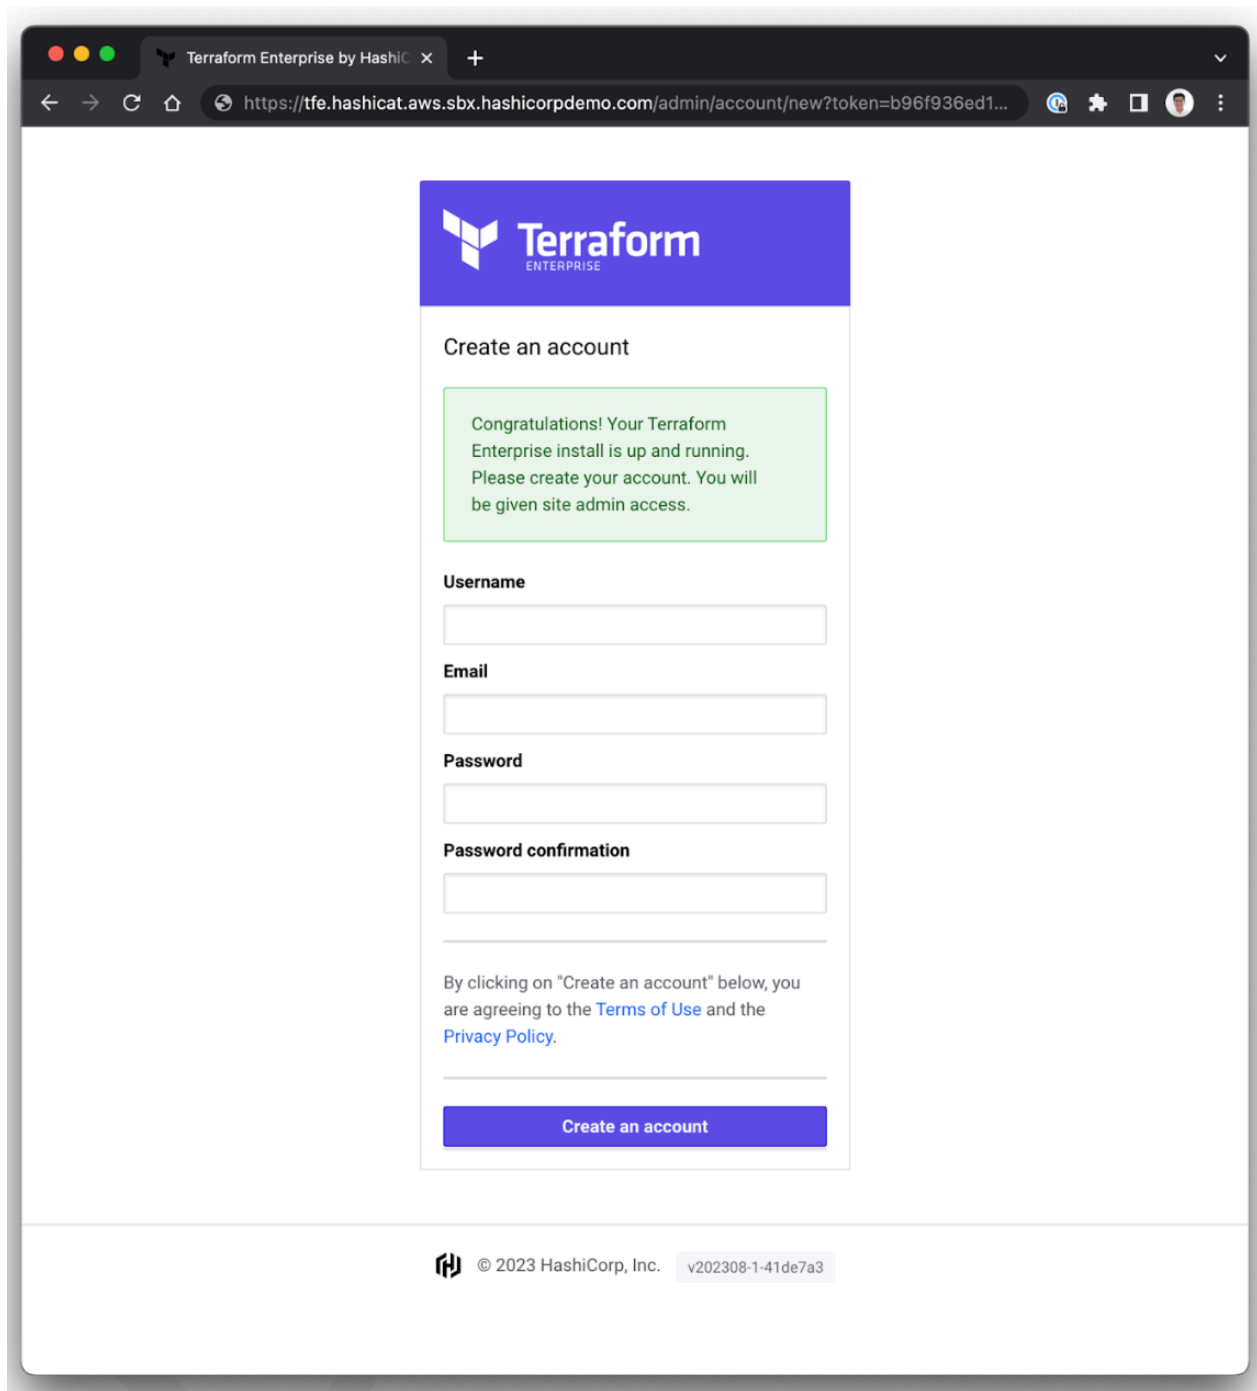 Terraform Enterprise by HashiC
https://tfe.hashicat.aws.sbx.hashicorpdemo.com/admin/account/new?token=b96f936ed1...
Terraform
ENTERPRISE
Create an account
Congratulations! Your Terraform
Enterprise install is up and running.
Please create your account. You will
be given site admin access.
Username
Email
Password
Password confirmation
By clicking on "Create an account" below, you
are agreeing to the Terms of Use and the
Privacy Policy.
Create an account
© 2023 HashiCorp, Inc. v202308-1-41de7a3